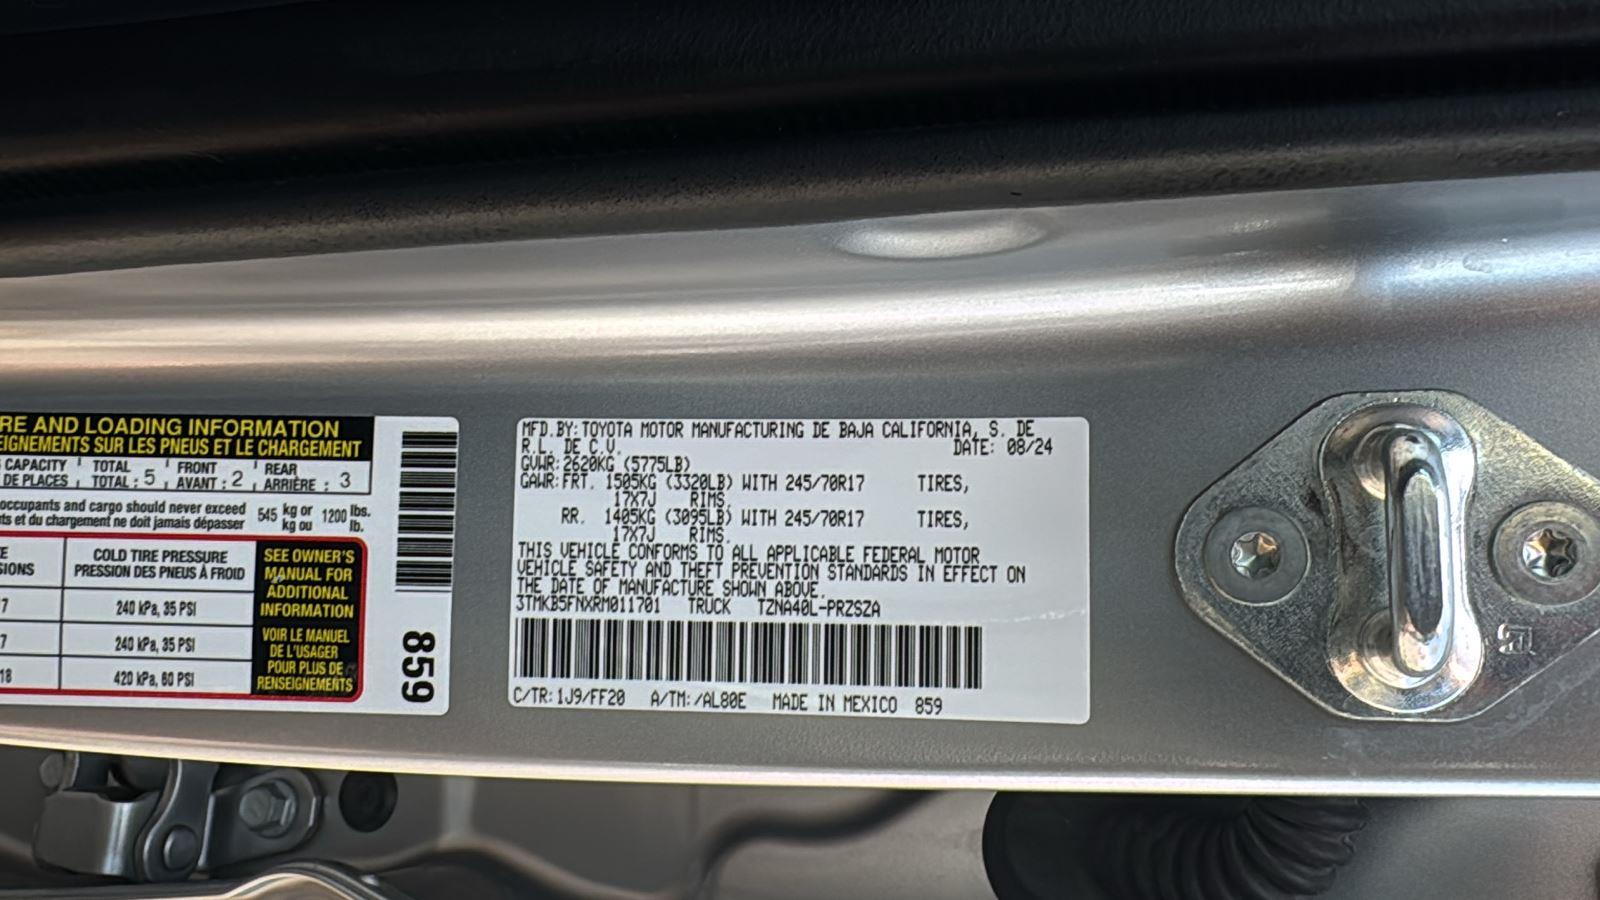 RE AND LOADING INFORMATION
EIGNEMENTS SUR LES PNEUS ET LE CHARGEMENT
CAPACITY TOTAL FRONT REAR
DE PLACES TOTAL : 5 AVANT : 2 ARRIÈRE : 3
occupants and cargo should never exceed 545 kg or 1200 lbs.
ts et du chargement ne doit jamais dépasser kg ou lb.
E COLD TIRE PRESSURE
SIONS PRESSION DES PNEUS À FROID
7 240 kPa, 35 PSI
7 240 kPa, 35 PSI
18 420 kPa, 60 PSI
SEE OWNER'S
MANUAL FOR
ADDITIONAL
INFORMATION
VOIR LE MANUEL
DE L'USAGER
POUR PLUS DE
RENSEIGNEMENTS
859
MFD.BY:TOYOTA MOTOR MANUFACTURING DE BAJA CALIFORNIA, S. DE
R.L. DE C.V. DATE: 08/24
GVWR:2620KG (5775LB)
GAWR:FRT. 1505KG (3320LB) WITH 245/70R17 TIRES,
17X7J RIMS.
RR. 1405KG (3095LB) WITH 245/70R17 TIRES,
17X7J RIMS.
THIS VEHICLE CONFORMS TO ALL APPLICABLE FEDERAL MOTOR
VEHICLE SAFETY AND THEFT PREVENTION STANDARDS IN EFFECT ON
THE DATE OF MANUFACTURE SHOWN ABOVE.
3TMKB5FNXRM011701 TRUCK TZNA40L-PRZSZA
C/TR:1J9/FF20 A/TM:/AL80E MADE IN MEXICO 859